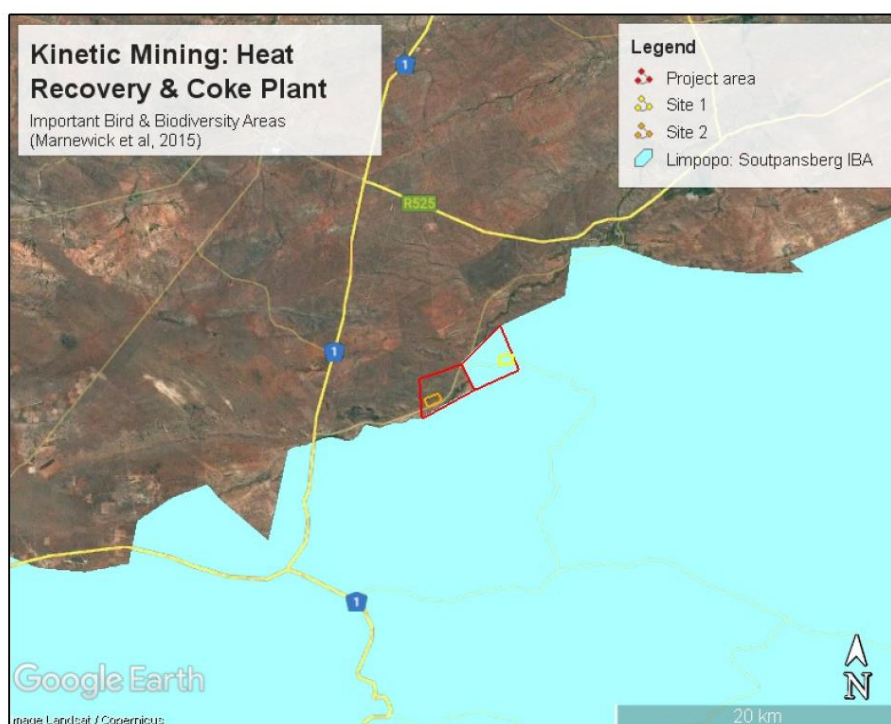 Kinetic Mining: Heat
Recovery & Coke Plant
Important Bird & Biodiversity Areas
(Marnewick et al, 2015)
Legend
Project area
Site 1
Site 2
Limpopo: Soutpansberg IBA
1
R525
1
1
Google Earth
Image Landsat / Copernicus
N
20 km